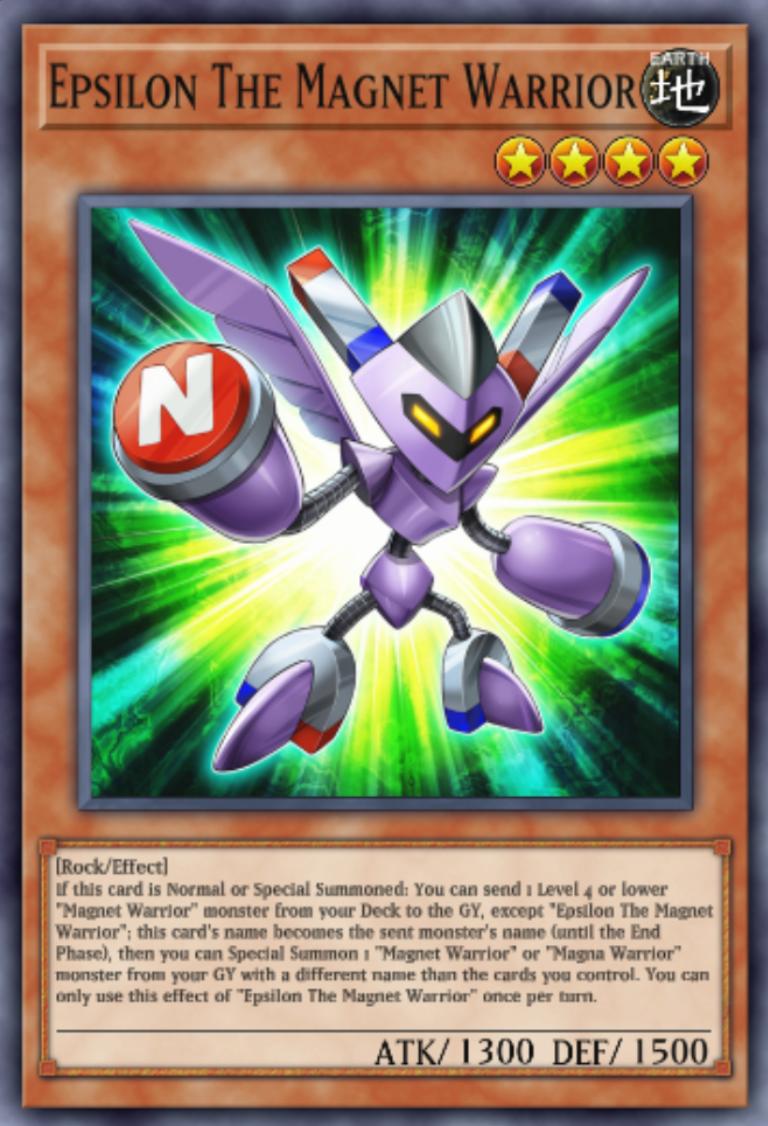 Epsilon The Magnet Warrior
EARTH
地
N
[Rock/Effect]
If this card is Normal or Special Summoned: You can send 1 Level 4 or lower
"Magnet Warrior" monster from your Deck to the GY, except "Epsilon The Magnet
Warrior"; this card's name becomes the sent monster's name (until the End
Phase), then you can Special Summon 1 "Magnet Warrior" or "Magna Warrior"
monster from your GY with a different name than the cards you control. You can
only use this effect of "Epsilon The Magnet Warrior" once per turn.
ATK/ 1300 DEF/ 1500